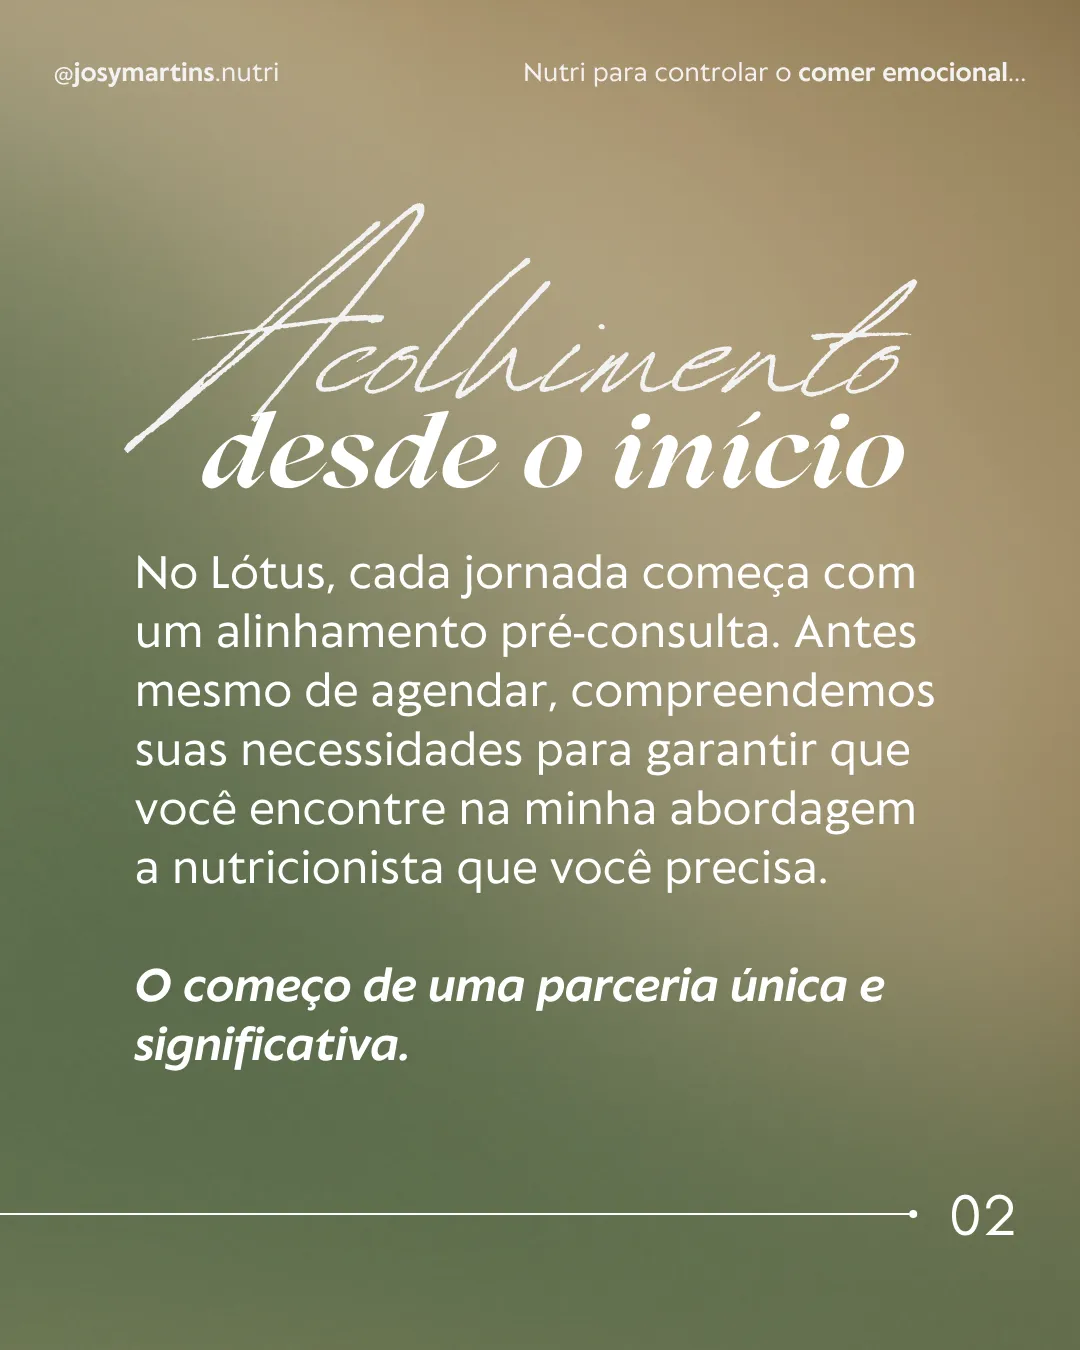 @josymartins.nutri
Nutri para controlar o comer emocional...
Acolhimento
desde o início
No Lótus, cada jornada começa com
um alinhamento pré-consulta. Antes
mesmo de agendar, compreendemos
suas necessidades para garantir que
você encontre na minha abordagem
a nutricionista que você precisa.
O começo de uma parceria única e
significativa.
02